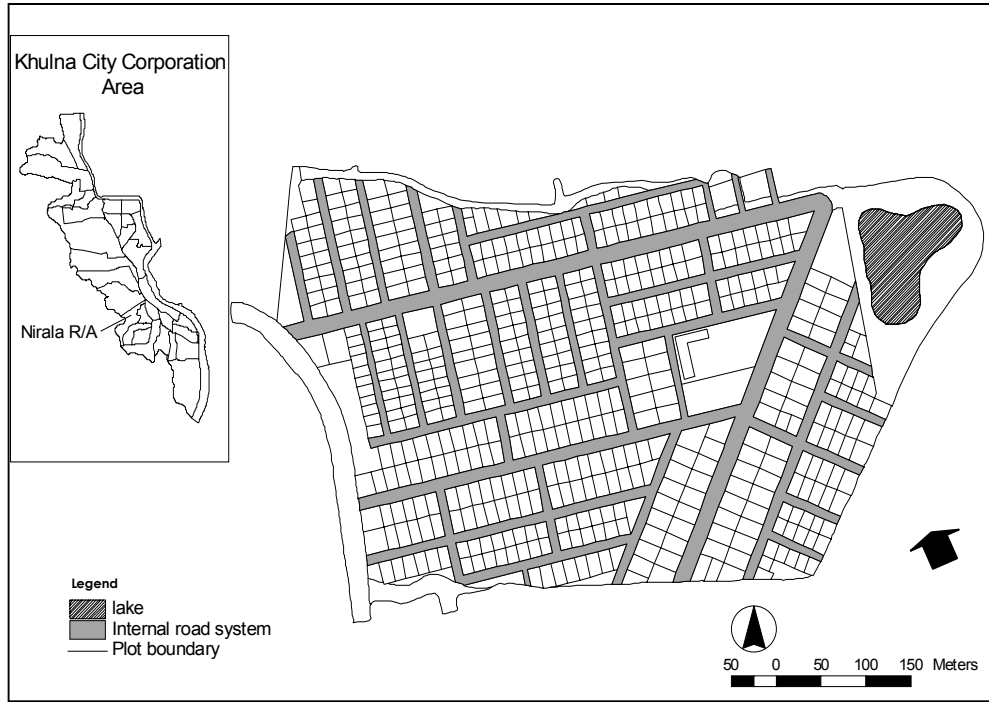 Khulna City Corporation
Area
Nirala R/A
Legend
lake
Internal road system
Plot boundary
50 0 50 100 150 Meters